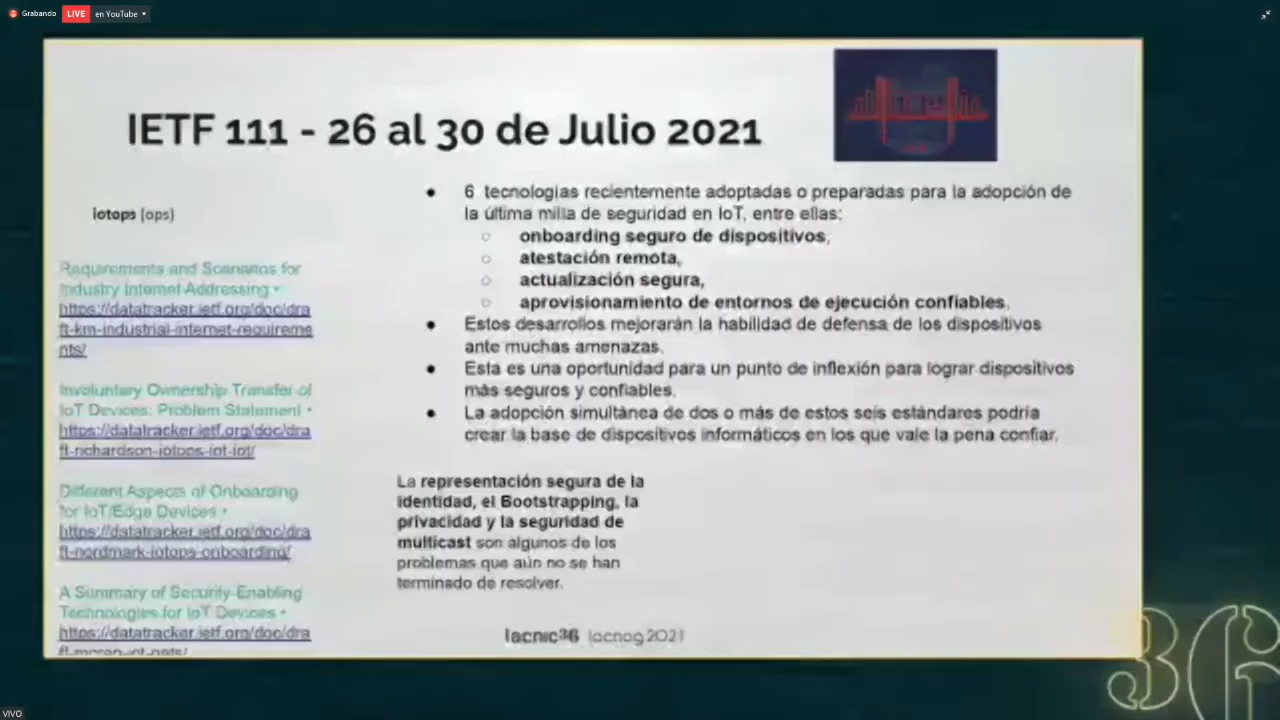 Grabando
LIVE en YouTube
IETF 111 - 26 al 30 de Julio 2021
iotops (ops)
Requirements and Scenarios for
Industry Internet Addressing •
https://datatracker.ietf.org/doc/dra
ft-km-industrial-internet-requireme
nts/
Involuntary Ownership Transfer of
IoT Devices: Problem Statement •
https://datatracker.ietf.org/doc/dra
ft-richardson-iotops-iot-iot/
Different Aspects of Onboarding
for IoT/Edge Devices •
https://datatracker.ietf.org/doc/dra
ft-nordmark-iotops-onboarding/
A Summary of Security-Enabling
Technologies for IoT Devices •
https://datatracker.ietf.org/doc/dra
ft-moran-iot-nets/
● 6 tecnologías recientemente adoptadas o preparadas para la adopción de
la última milla de seguridad en IoT, entre ellas:
○ onboarding seguro de dispositivos,
○ atestación remota,
○ actualización segura,
○ aprovisionamiento de entornos de ejecución confiables.
● Estos desarrollos mejorarán la habilidad de defensa de los dispositivos
ante muchas amenazas.
● Esta es una oportunidad para un punto de inflexión para lograr dispositivos
más seguros y confiables.
● La adopción simultánea de dos o más de estos seis estándares podría
crear la base de dispositivos informáticos en los que vale la pena confiar.
La representación segura de la
identidad, el Bootstrapping, la
privacidad y la seguridad de
multicast son algunos de los
problemas que aún no se han
terminado de resolver.
lacnic36 lacnog2021
36
VIVO